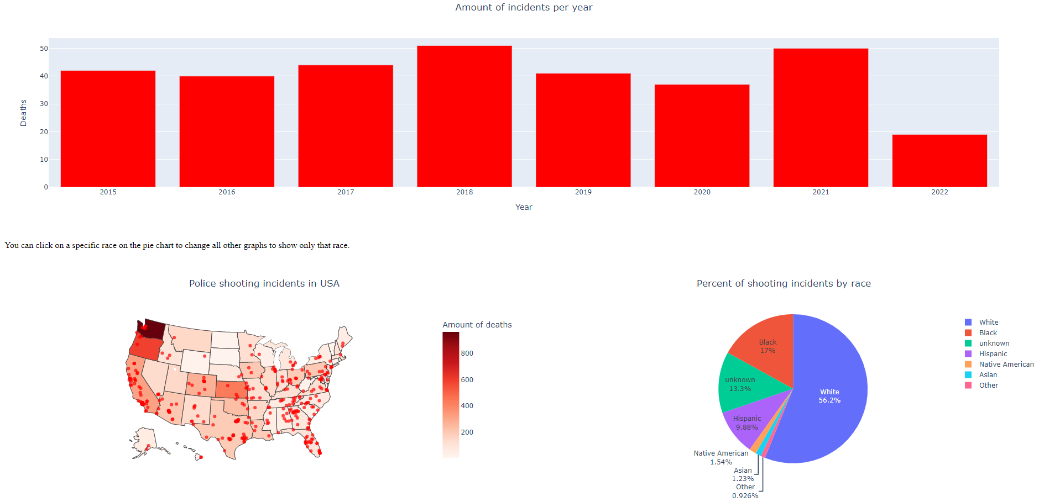 Amount of incidents per year
50
40
30
20
10
0
Deaths
2015 2016 2017 2018 2019 2020 2021 2022
Year
You can click on a specific race on the pie chart to change all other graphs to show only that race.
Police shooting incidents in USA
Amount of deaths
800
600
400
200
Percent of shooting incidents by race
Black
17%
unknown
13.3%
White
56.2%
Hispanic
9.88%
Native American
1.54%
Asian
1.23%
Other
0.926%
White
Black
unknown
Hispanic
Native American
Asian
Other